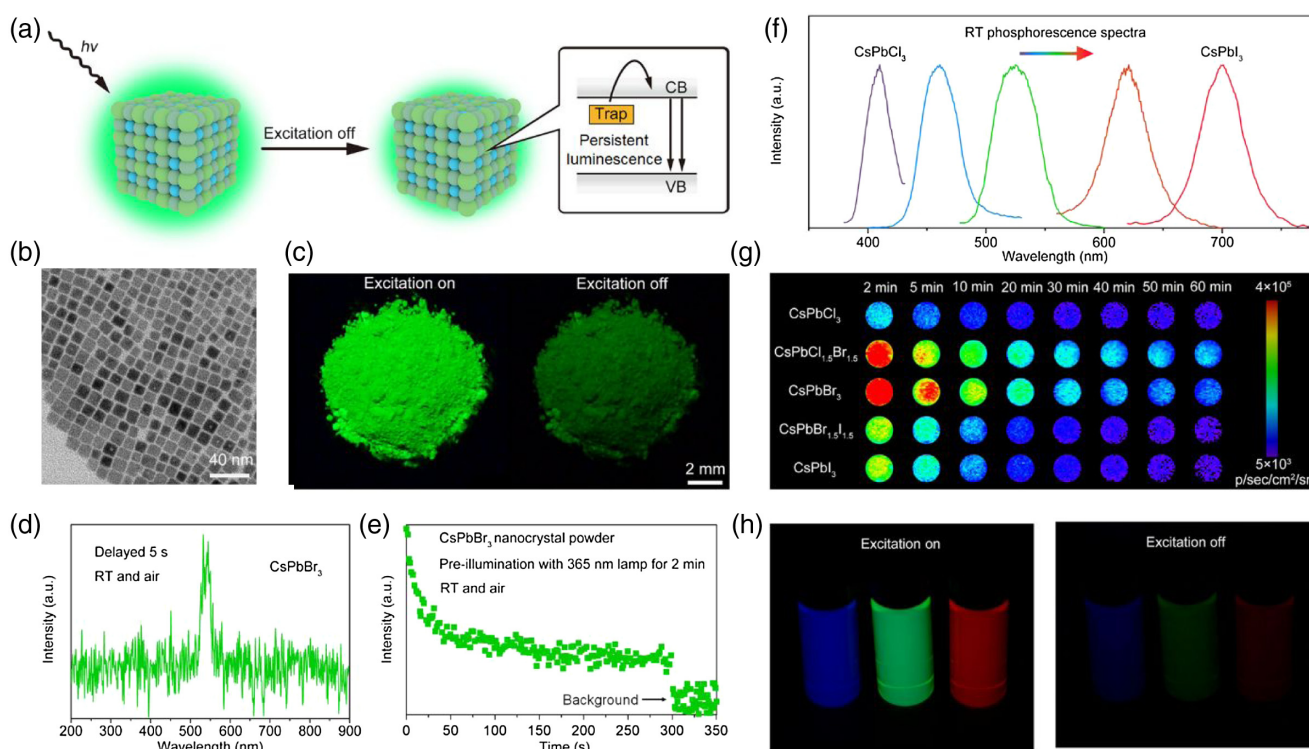 (a)
hν
Excitation off
CB
Trap
Persistent
luminescence
VB
(b)
40 nm
(c)
Excitation on
Excitation off
2 mm
(d)
Intensity (a.u.)
Delayed 5 s
RT and air
CsPbBr₃
200 300 400 500 600 700 800 900
Wavelength (nm)
(e)
Intensity (a.u.)
CsPbBr₃ nanocrystal powder
Pre-illumination with 365 nm lamp for 2 min
RT and air
Background
0 50 100 150 200 250 300 350
Time (s)
(f)
Intensity (a.u.)
RT phosphorescence spectra
CsPbCl₃
CsPbI₃
400 500 600 700
Wavelength (nm)
(g)
2 min 5 min 10 min 20 min 30 min 40 min 50 min 60 min
CsPbCl₃
CsPbCl₁.₅Br₁.₅
CsPbBr₃
CsPbBr₁.₅I₁.₅
CsPbI₃
4×10⁵
5×10³
p/sec/cm²/sr
(h)
Excitation on
Excitation off